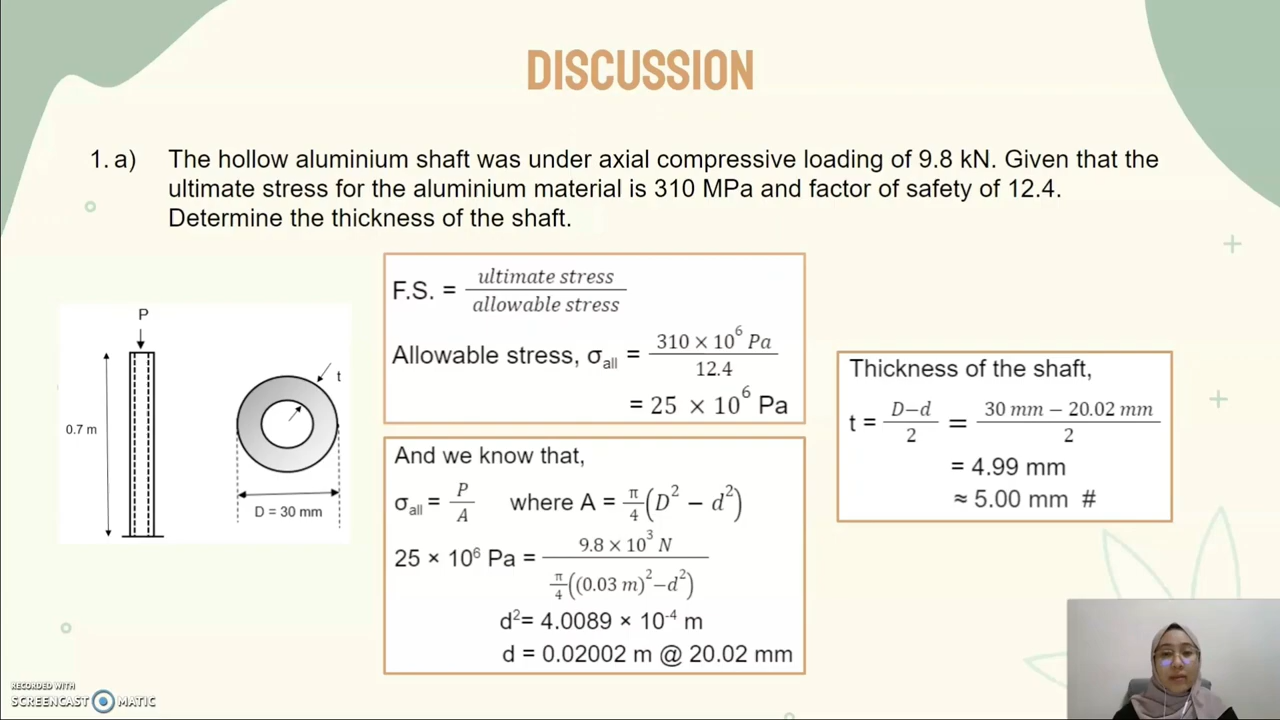 DISCUSSION
1. a) The hollow aluminium shaft was under axial compressive loading of 9.8 kN. Given that the
ultimate stress for the aluminium material is 310 MPa and factor of safety of 12.4.
Determine the thickness of the shaft.
P
0.7 m
t
D = 30 mm
F.S. = ultimate stress / allowable stress
Allowable stress, σall = 310 × 10⁶ Pa / 12.4
= 25 × 10⁶ Pa
And we know that,
σall = P/A where A = π/4 (D² − d²)
25 × 10⁶ Pa = 9.8 × 10³ N / π/4 ((0.03 m)² − d²)
d²= 4.0089 × 10⁻⁴ m
d = 0.02002 m @ 20.02 mm
Thickness of the shaft,
t = D−d / 2 = 30 mm − 20.02 mm / 2
= 4.99 mm
≈ 5.00 mm #
RECORDED WITH
SCREENCAST MATIC